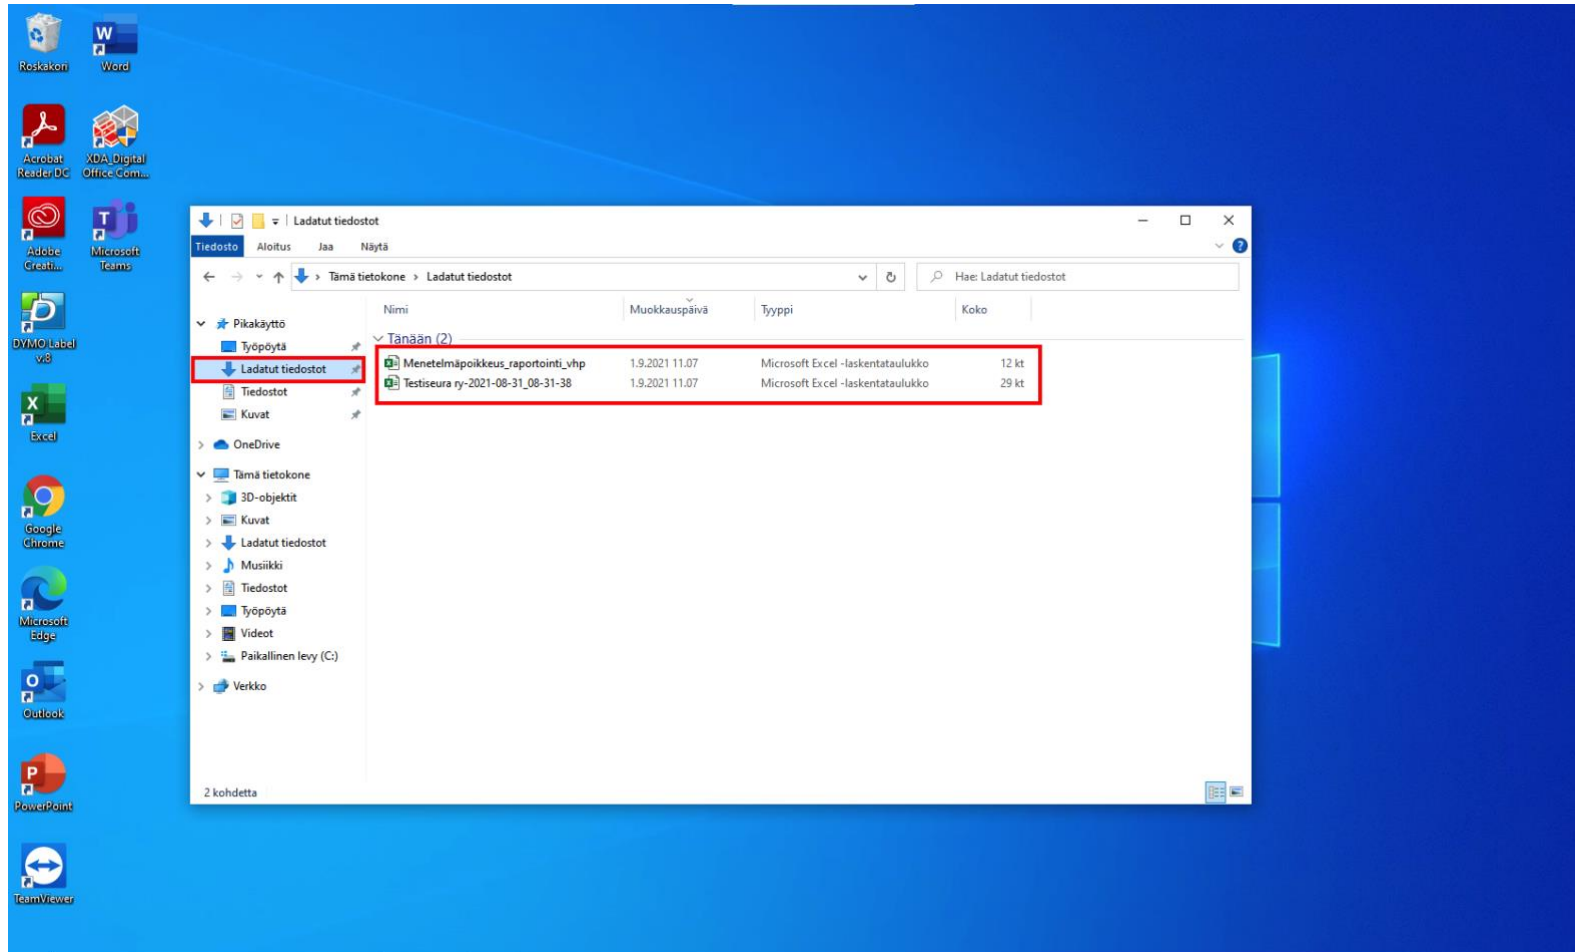 Roskakori
Word
Acrobat
Reader DC
XDA_Digital
Office Com...
Adobe
Creati...
Microsoft
Teams
DYMO Label
v.8
Excel
Google
Chrome
Microsoft
Edge
Outlook
PowerPoint
TeamViewer
Ladatut tiedostot
Tiedosto Aloitus Jaa Näytä
Tämä tietokone > Ladatut tiedostot
Hae: Ladatut tiedostot
Pikakäyttö
Työpöytä
Ladatut tiedostot
Tiedostot
Kuvat
OneDrive
Tämä tietokone
3D-objektit
Kuvat
Ladatut tiedostot
Musiikki
Tiedostot
Työpöytä
Videot
Paikallinen levy (C:)
Verkko
Nimi Muokkauspäivä Tyyppi Koko
Tänään (2)
Menetelmäpoikkeus_raportointi_vhp 1.9.2021 11.07 Microsoft Excel -laskentataulukko 12 kt
Testiseura ry-2021-08-31_08-31-38 1.9.2021 11.07 Microsoft Excel -laskentataulukko 29 kt
2 kohdetta